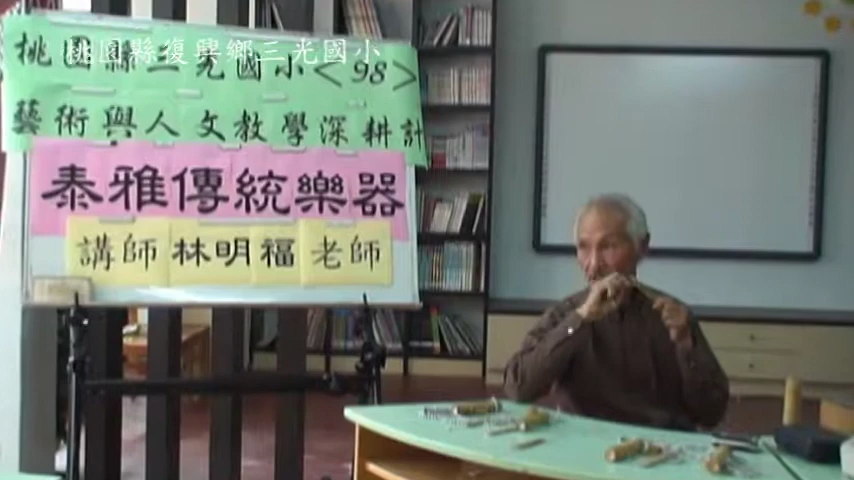 桃園縣復興鄉三光國小
桃園縣三光國小<98>
藝術與人文教學深耕計
泰雅傳統樂器
講師 林明福 老師